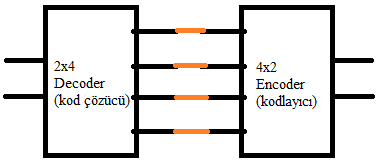 2x4
Decoder
(kod çözücü)
4x2
Encoder
(kodlayıcı)